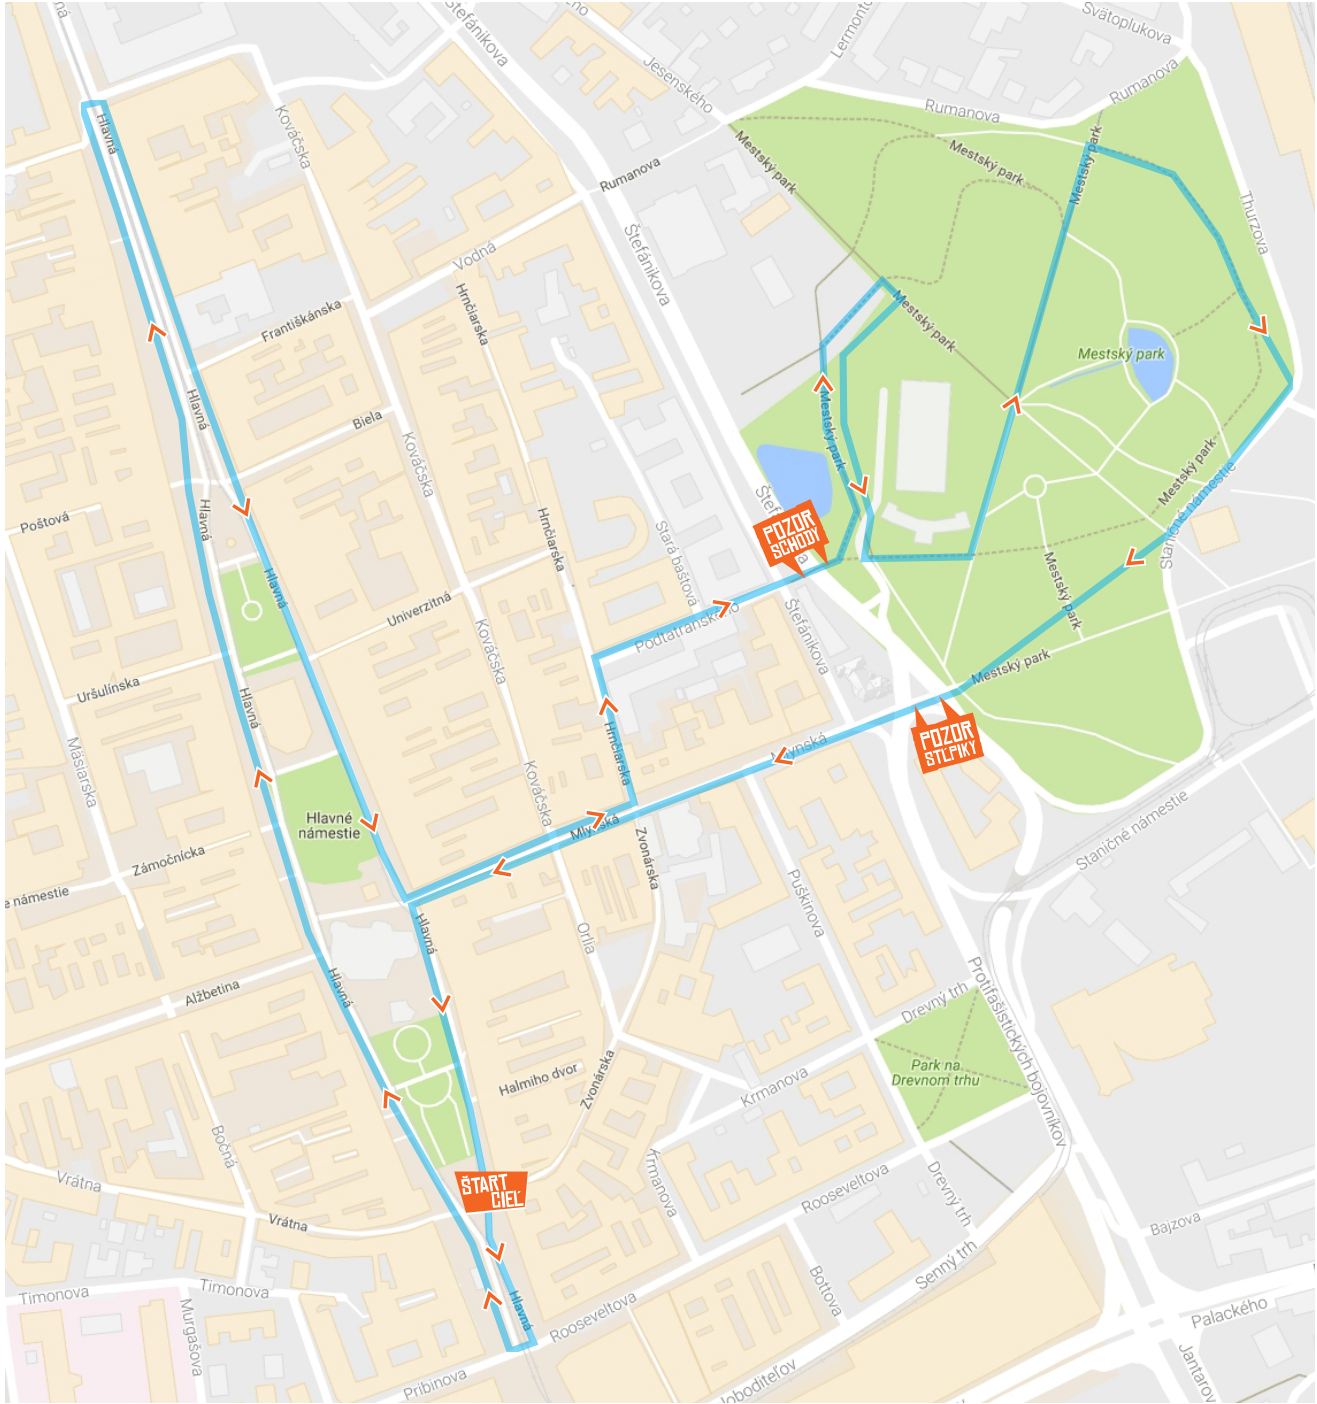 Štefánikova
Svätoplukova
Jesenského
Rumanova
Rumanova
Hlavná
Kováčska
Mestský park
Mestský park
Mestský park
Rumanova
Thurzova
Štefánikova
Vodná
Hrnčiarska
Františkánska
Mestský park
Mestský park
Hlavná
Biela
Kováčska
Mestský park
Mestský park
Staničné námestie
Poštová
Hlavná
Hrnčiarska
POZOR
SCHODY
Stará baštova
Hlavná
Univerzitná
Podtatranského
Štefánikova
Mestský park
Kováčska
Mestský park
Uršulínska
Hlavná
Mäsiarska
Hrnčiarska
Mlynská
POZOR
STĹPIKY
Kováčska
Hlavné
námestie
Mlynská
Staničné námestie
Zámočnícka
Zvonárska
Puškinova
e námestie
Hlavná
Orlia
Hlavná
Alžbetina
Drevný trh
Protifašistických bojovníkov
Park na
Drevnom trhu
Halmiho dvor
Zvonárska
Krmanova
Bočná
Vrátna
ŠTART
CIEĽ
Krmanova
Rooseveltova
Drevný trh
Vrátna
Bajzova
Timonova
Timonova
Hlavná
Senný trh
Bottova
Murgašova
Rooseveltova
Palackého
Pribinova
loboditeľov
Jantarov